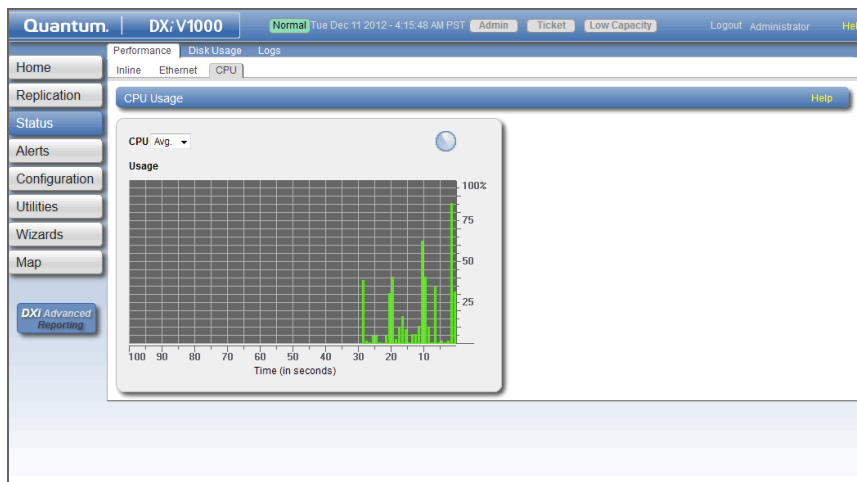 Quantum. DXi V1000 Normal Tue Dec 11 2012 - 4:15:48 AM PST Admin Ticket Low Capacity Logout Administrator
Performance Disk Usage Logs
Inline Ethernet CPU
Home
Replication
Status
Alerts
Configuration
Utilities
Wizards
Map
DXi Advanced
Reporting
CPU Usage Help
CPU Avg.
Usage
100%
75
50
25
100 90 80 70 60 50 40 30 20 10
Time (in seconds)